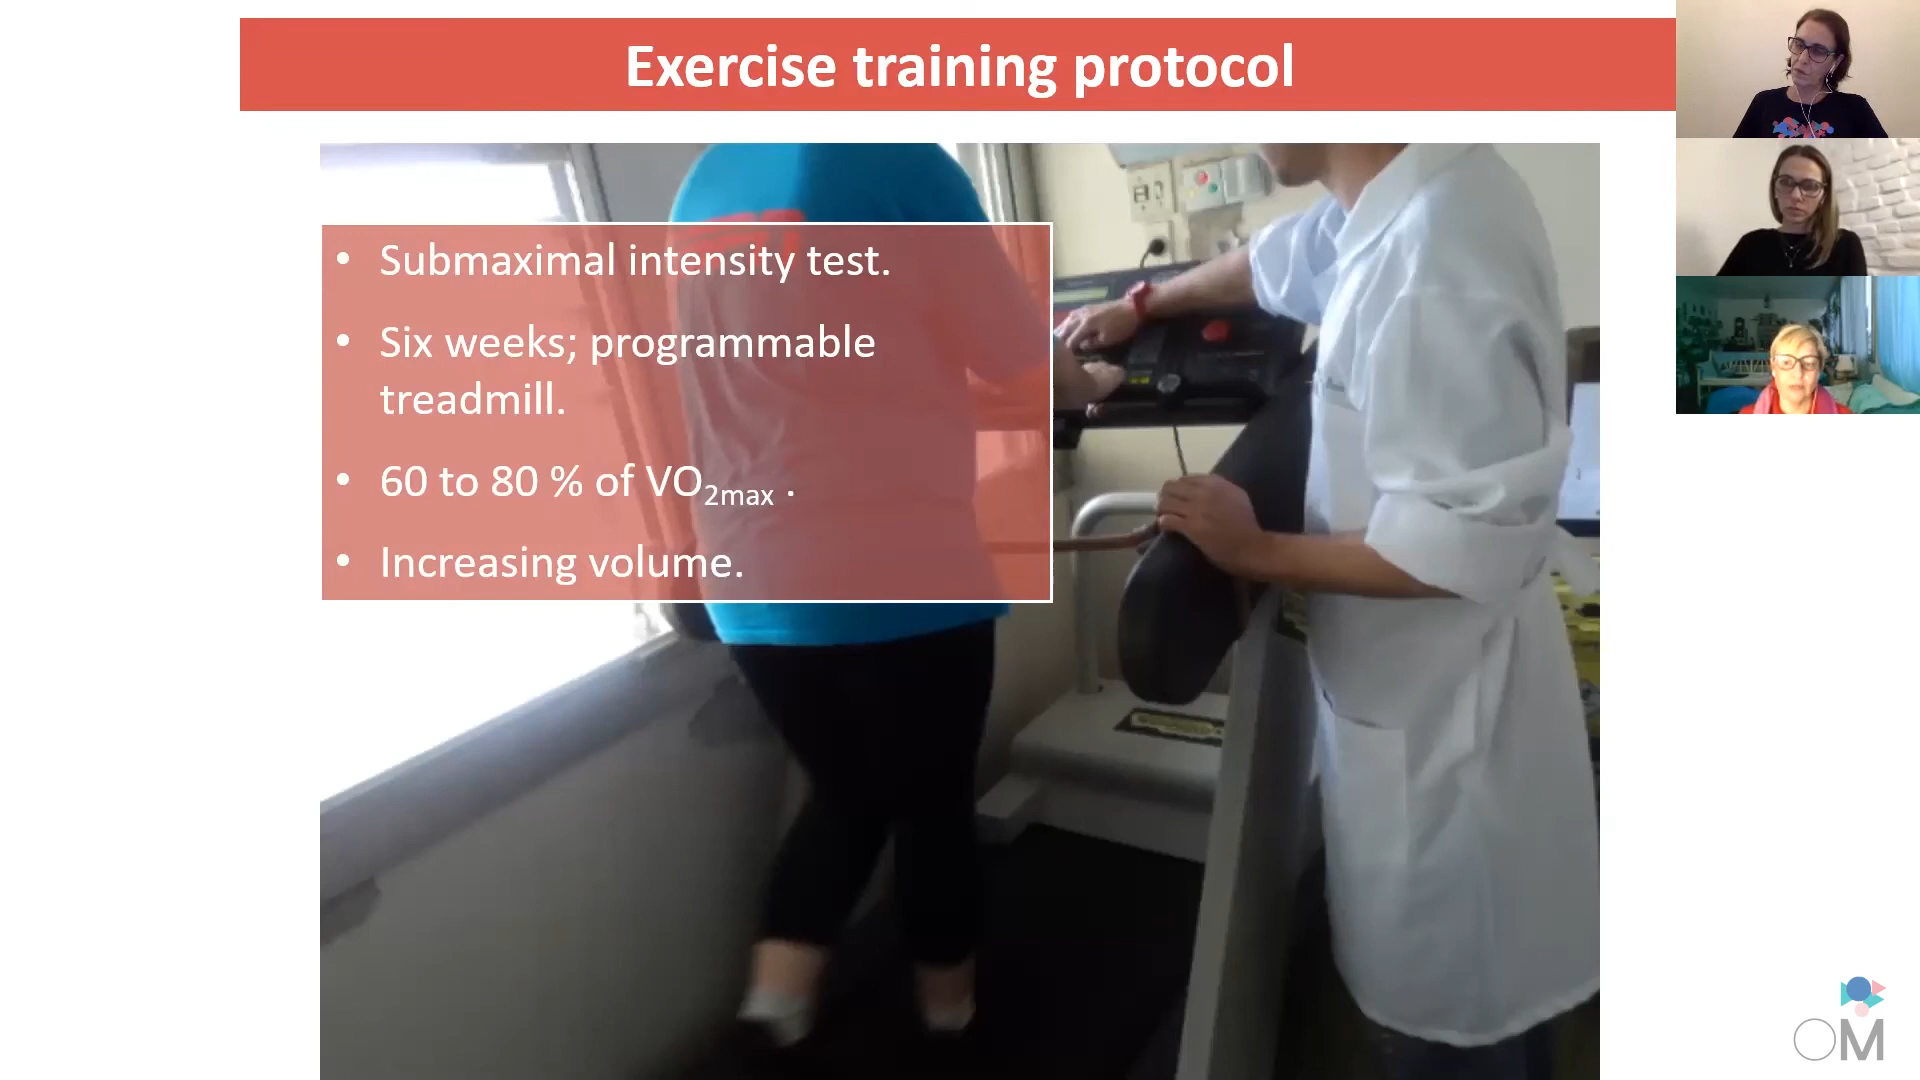 Exercise training protocol
• Submaximal intensity test.
• Six weeks; programmable
treadmill.
• 60 to 80 % of VO2max .
• Increasing volume.
OM